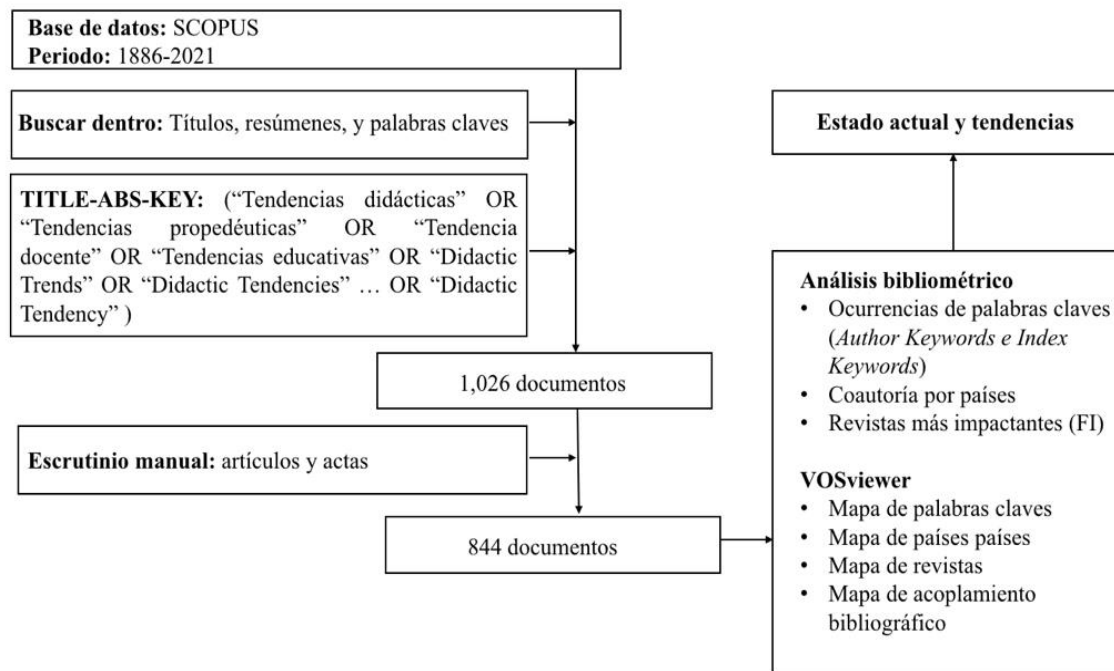 Base de datos: SCOPUS
Periodo: 1886-2021
Buscar dentro: Títulos, resúmenes, y palabras claves
TITLE-ABS-KEY: (“Tendencias didácticas” OR
“Tendencias propedéuticas” OR “Tendencia
docente” OR “Tendencias educativas” OR “Didactic
Trends” OR “Didactic Tendencies” … OR “Didactic
Tendency” )
1,026 documentos
Escrutinio manual: artículos y actas
844 documentos
Estado actual y tendencias
Análisis bibliométrico
• Ocurrencias de palabras claves
(Author Keywords e Index
Keywords)
• Coautoría por países
• Revistas más impactantes (FI)
VOSviewer
• Mapa de palabras claves
• Mapa de países países
• Mapa de revistas
• Mapa de acoplamiento
bibliográfico